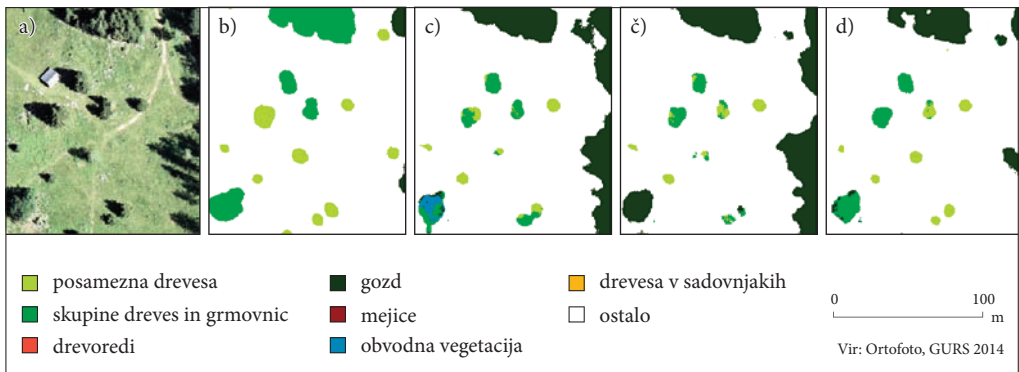 a)
b)
c)
č)
d)
posamezna drevesa
skupine dreves in grmovnic
drevoredi
gozd
mejice
obvodna vegetacija
drevesa v sadovnjakih
ostalo
0 100
m
Vir: Ortofoto, GURS 2014